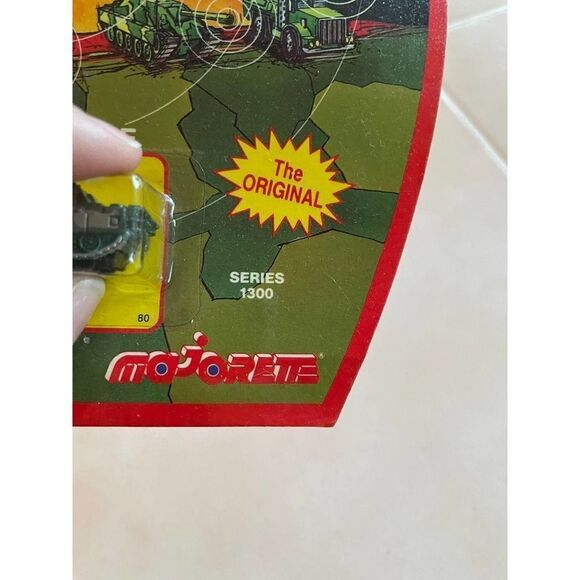 The
ORIGINAL
SERIES
1300
80
majorette®